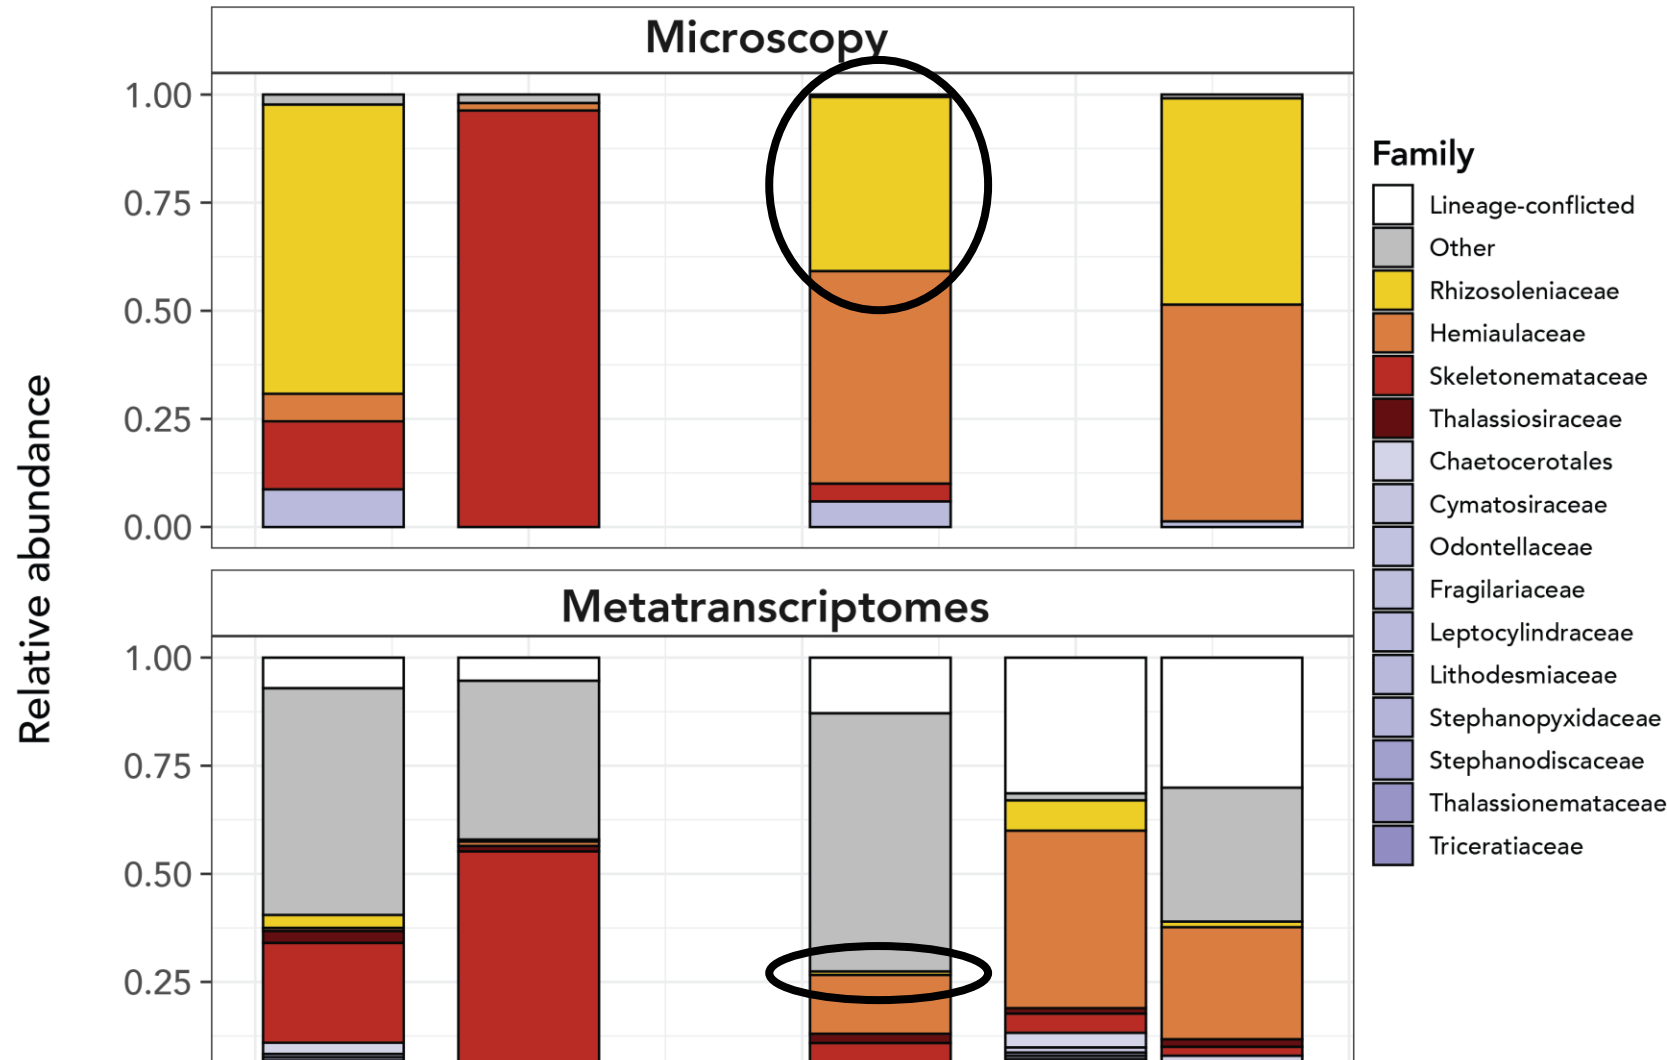 Microscopy
1.00
0.75
0.50
0.25
0.00
Relative abundance
Metatranscriptomes
1.00
0.75
0.50
0.25
Family
Lineage-conflicted
Other
Rhizosoleniaceae
Hemiaulaceae
Skeletonemataceae
Thalassiosiraceae
Chaetocerotales
Cymatosiraceae
Odontellaceae
Fragilariaceae
Leptocylindraceae
Lithodesmiaceae
Stephanopyxidaceae
Stephanodiscaceae
Thalassionemataceae
Triceratiaceae